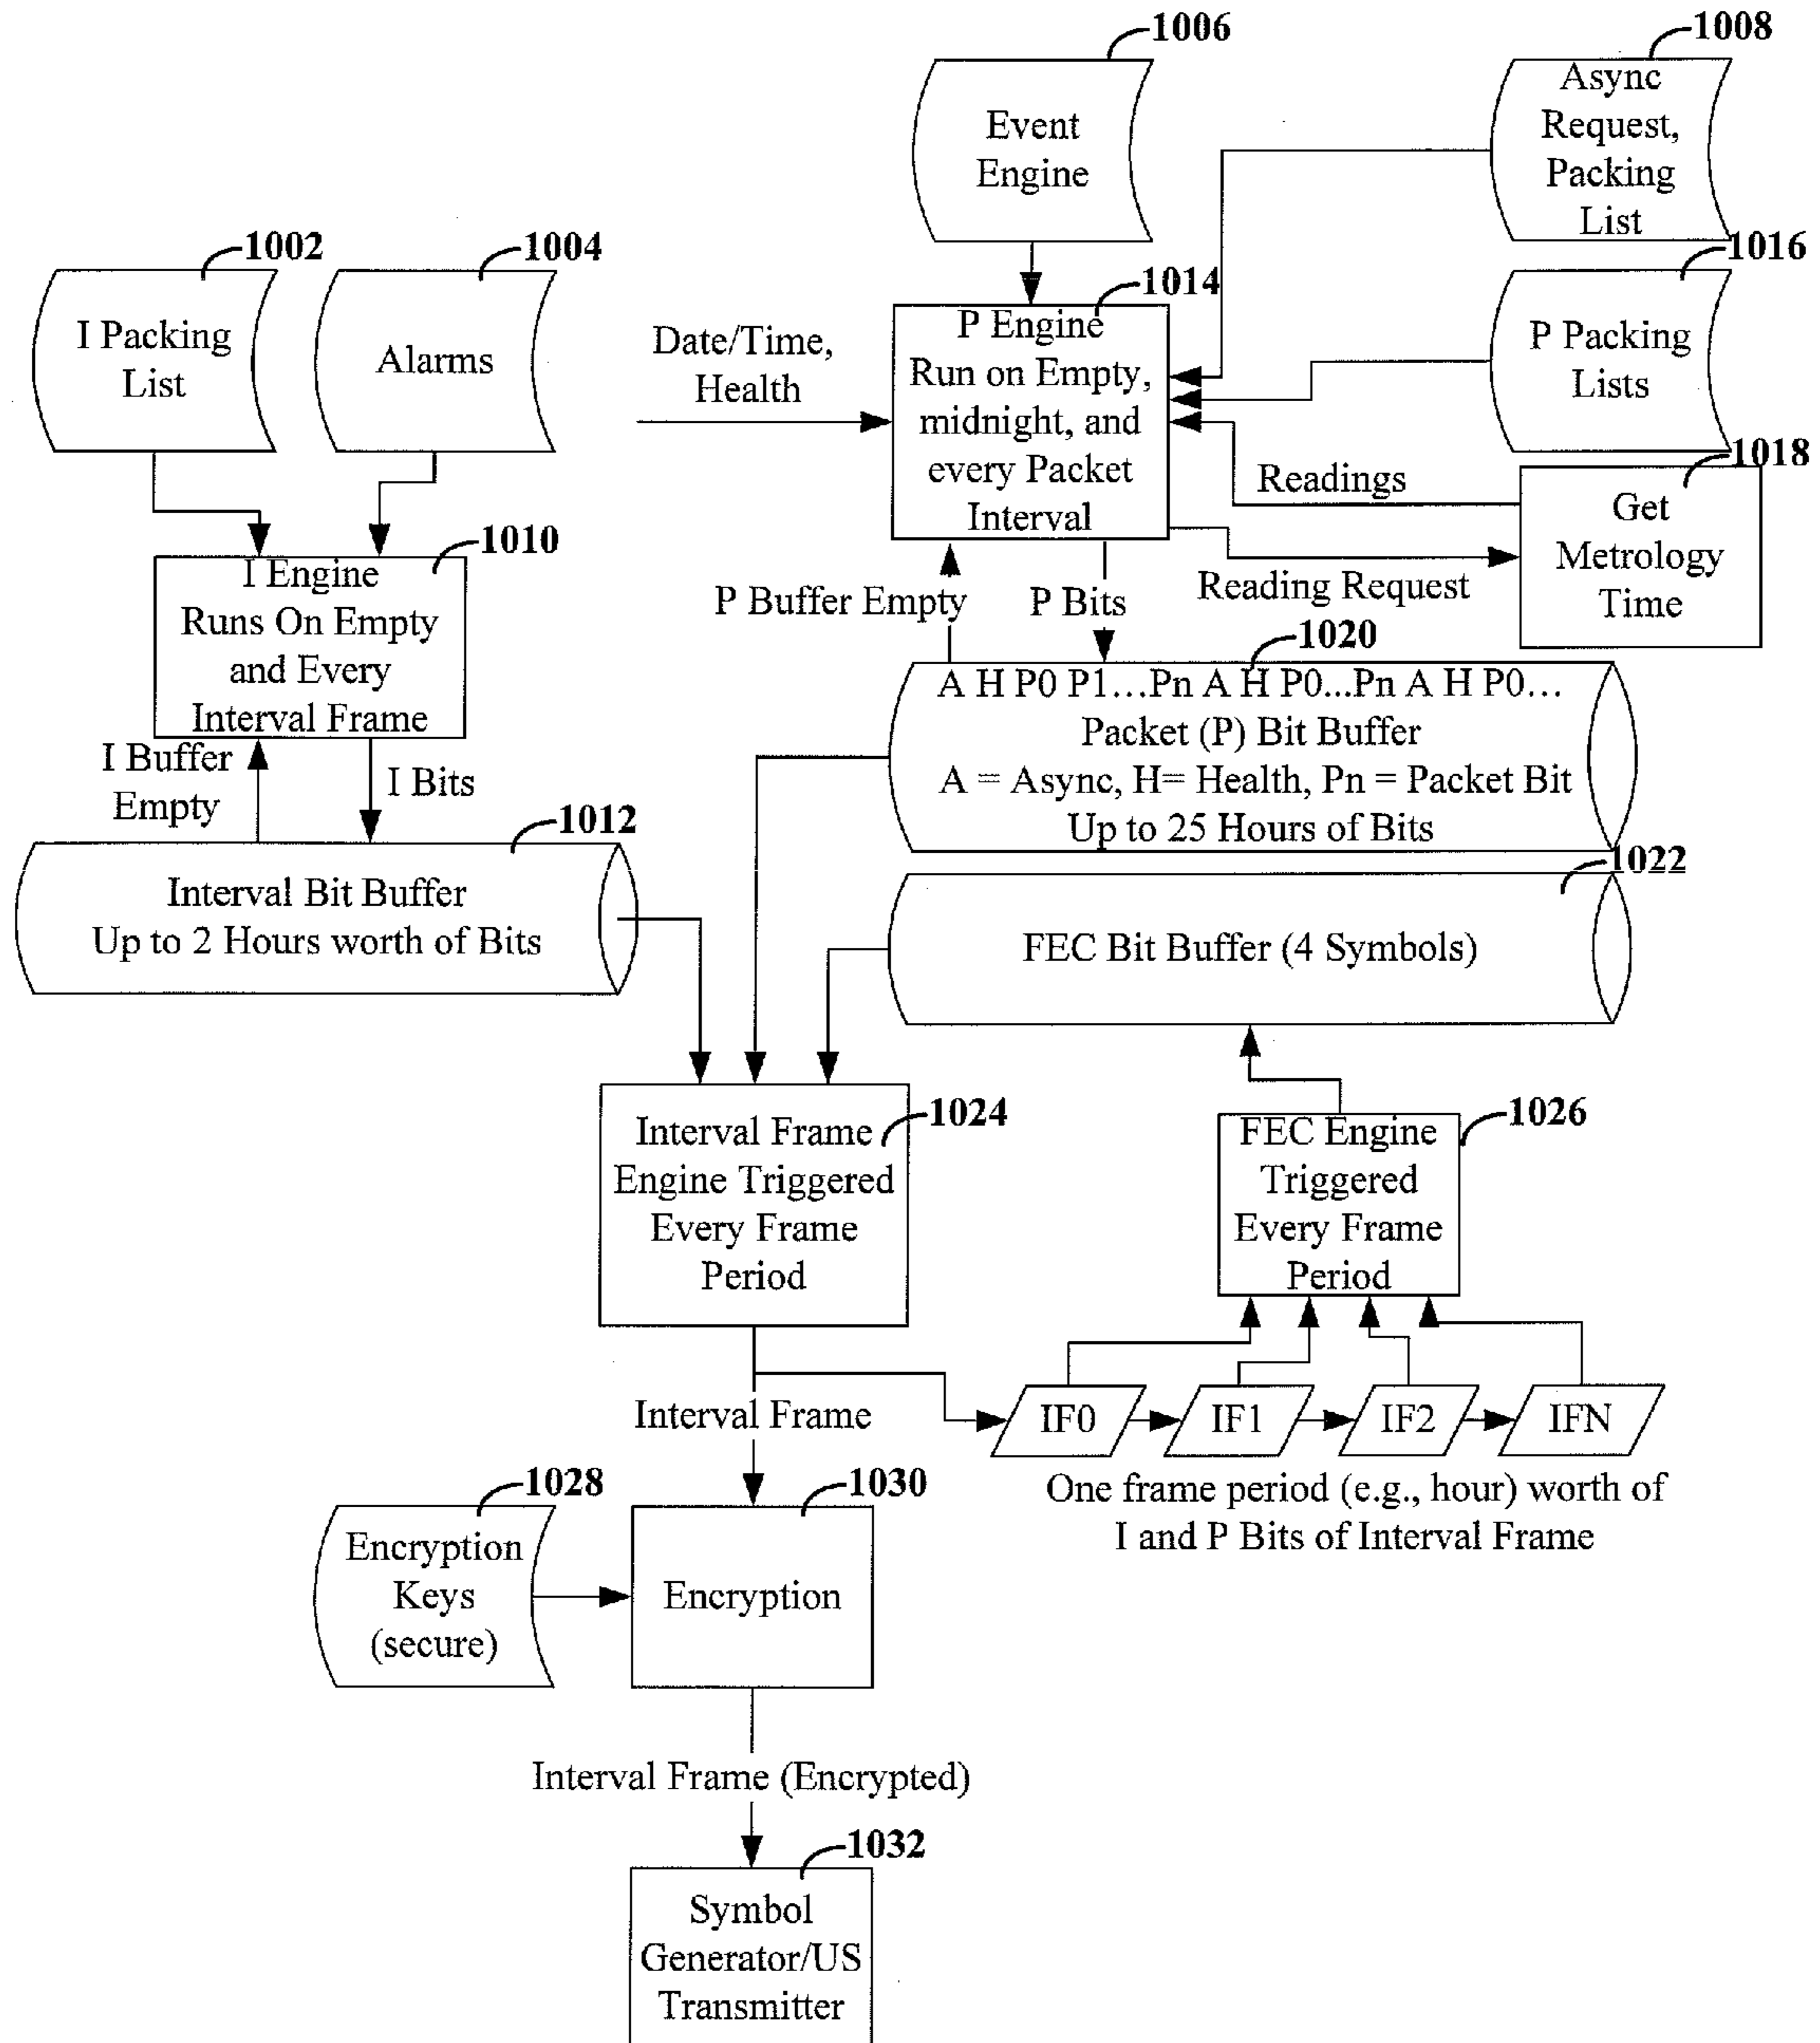 1006
1008
Event
Engine
Async
Request,
Packing
List
1002
1004
1016
I Packing
List
Alarms
Date/Time,
Health
1014
P Engine
Run on Empty,
midnight, and
every Packet
Interval
P Packing
Lists
1018
Readings
Get
Metrology
Time
1010
I Engine
Runs On Empty
and Every
Interval Frame
P Buffer Empty
P Bits
Reading Request
1020
A H P0 P1...Pn A H P0...Pn A H P0...
Packet (P) Bit Buffer
A = Async, H= Health, Pn = Packet Bit
Up to 25 Hours of Bits
I Buffer
Empty
I Bits
1012
Interval Bit Buffer
Up to 2 Hours worth of Bits
1022
FEC Bit Buffer (4 Symbols)
1024
Interval Frame
Engine Triggered
Every Frame
Period
1026
FEC Engine
Triggered
Every Frame
Period
Interval Frame
IF0
IF1
IF2
IFN
One frame period (e.g., hour) worth of
I and P Bits of Interval Frame
1028
Encryption
Keys
(secure)
1030
Encryption
Interval Frame (Encrypted)
1032
Symbol
Generator/US
Transmitter